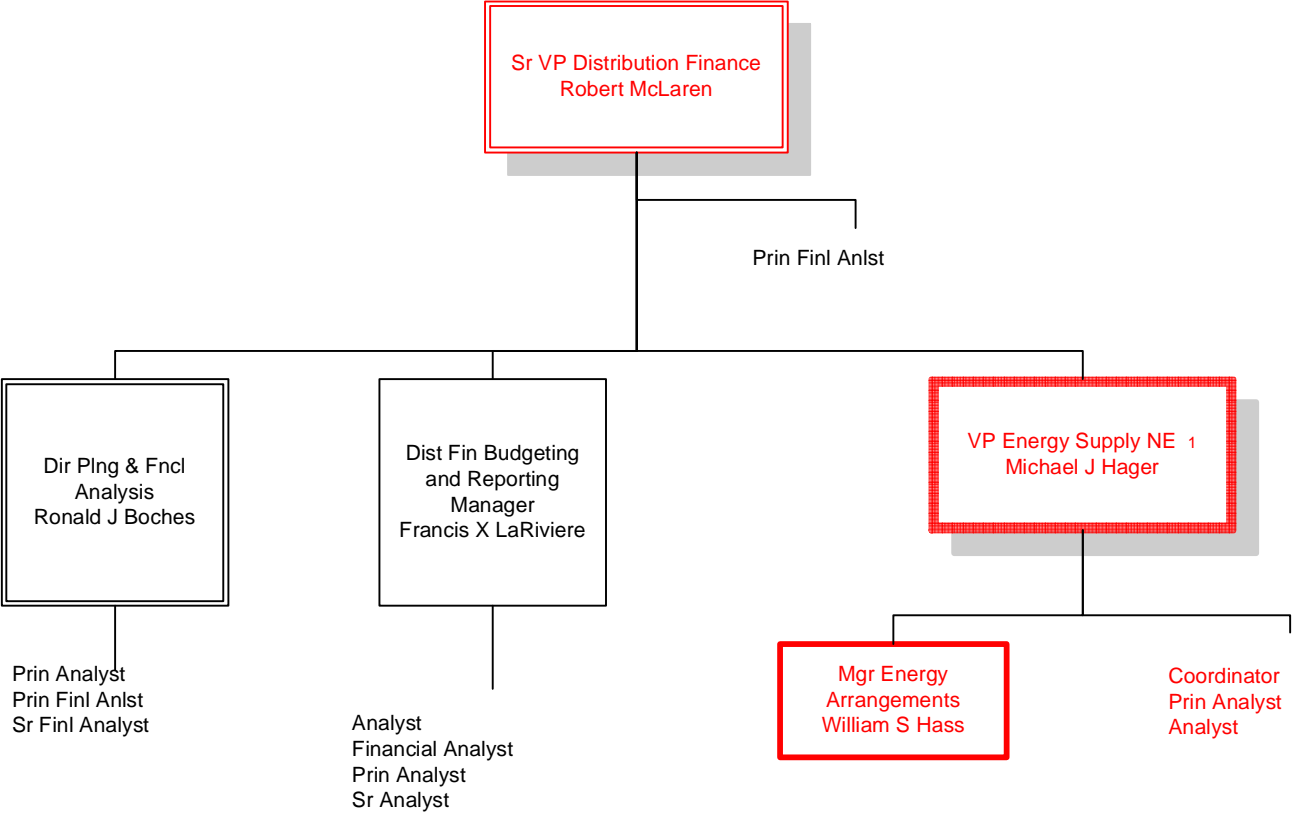 Sr VP Distribution Finance
Robert McLaren
Prin Finl Anlst
Dir Plng & Fncl
Analysis
Ronald J Boches
Dist Fin Budgeting
and Reporting
Manager
Francis X LaRiviere
VP Energy Supply NE 1
Michael J Hager
Prin Analyst
Prin Finl Anlst
Sr Finl Analyst
Analyst
Financial Analyst
Prin Analyst
Sr Analyst
Mgr Energy
Arrangements
William S Hass
Coordinator
Prin Analyst
Analyst